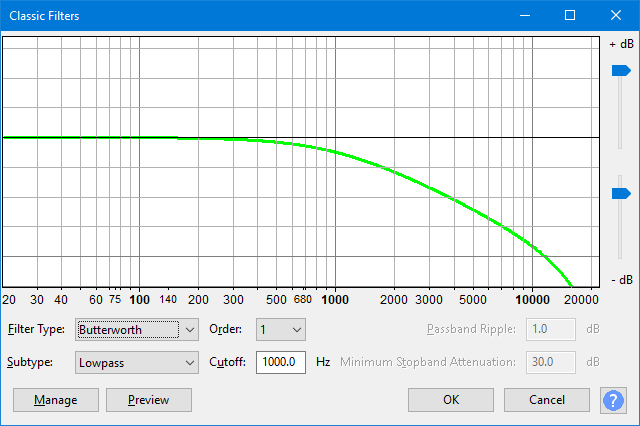 Classic Filters
+ dB
- dB
20 30 40 60 75 100 140 200 300 400 500 680 1000 2000 3000 5000 10000 20000
Filter Type: Butterworth Order: 1 Passband Ripple: 1.0 dB
Subtype: Lowpass Cutoff: 1000.0 Hz Minimum Stopband Attenuation: 30.0 dB
Manage Preview OK Cancel ?